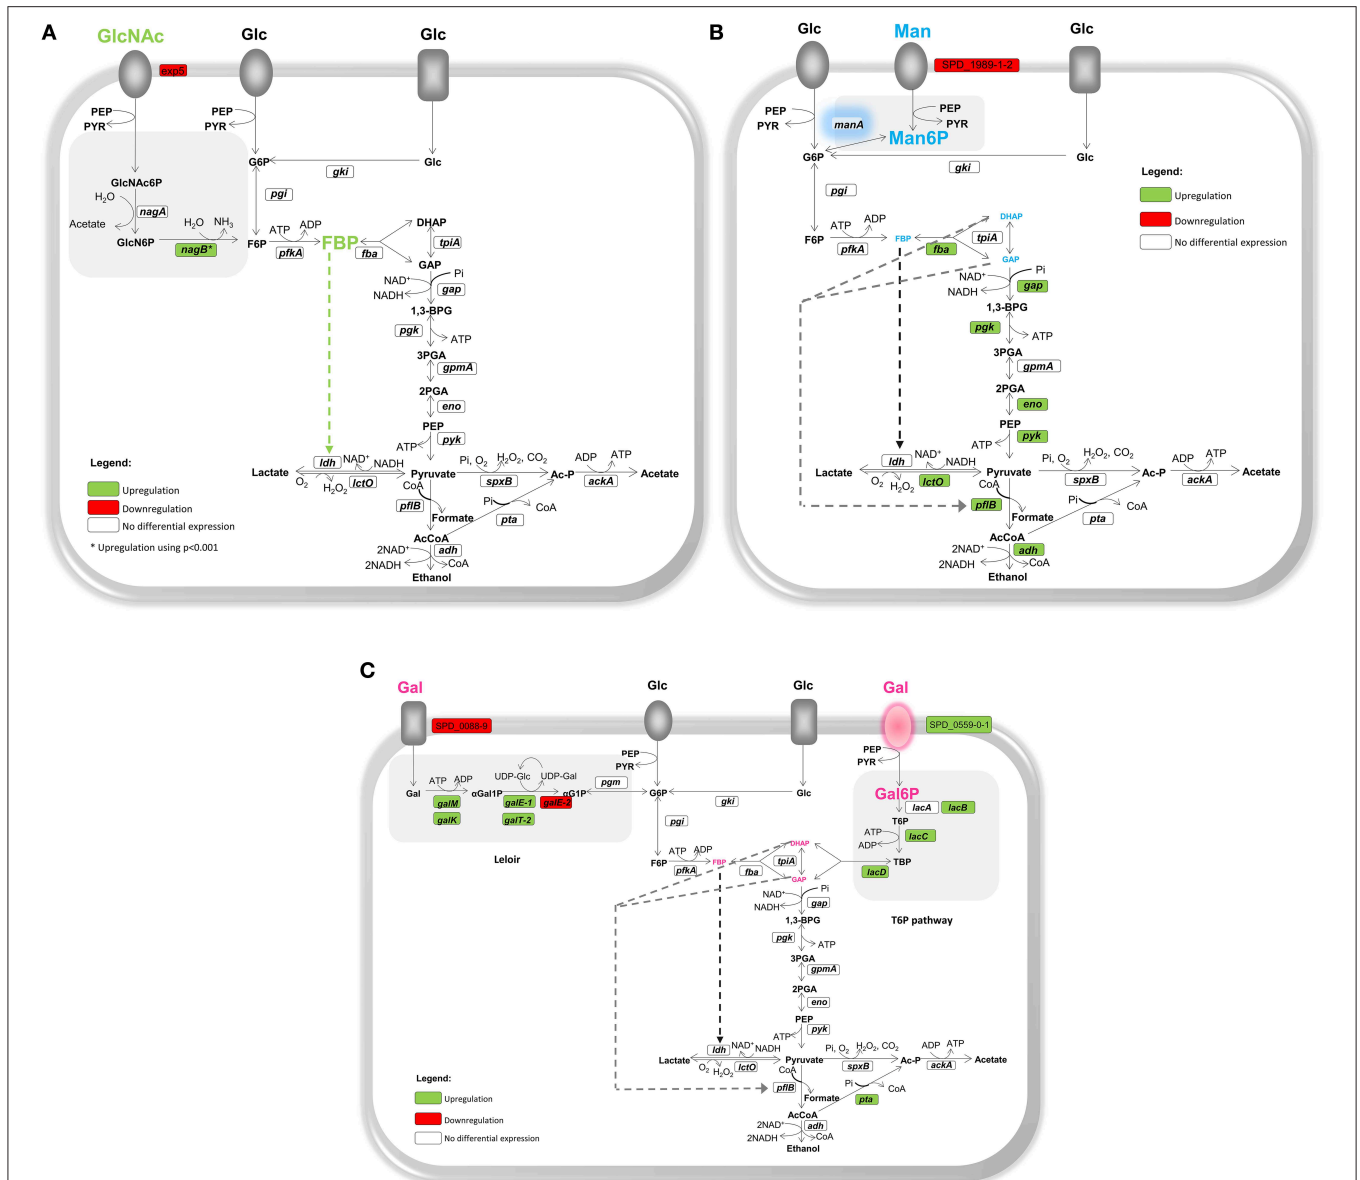 A
GlcNAc Glc Glc
exp5
PEP PEP
PYR PYR
G6P Glc
gki
GlcNAc6P
pgi
H2O
nagA
Acetate
H2O NH3
GlcN6P
nagB*
F6P
ATP ADP
pfkA
FBP
fba
DHAP
tpiA
GAP
NAD+ Pi
NADH gap
1,3-BPG
pgk
ATP
3PGA
gpmA
2PGA
eno
PEP
ATP pyk
Lactate ldh NAD+ NADH Pyruvate Pi, O2 H2O2, CO2 Ac-P ADP ATP Acetate
O2 H2O2 lctO CoA spxB ackA
pflB Pi CoA
Formate pta
AcCoA
2NAD+ adh
2NADH CoA
Ethanol
Legend:
Upregulation
Downregulation
No differential expression
* Upregulation using p<0.001
B
Glc Man Glc
SPD_1989-1-2
PEP PEP
PYR manA PYR
Man6P
G6P Glc
gki
pgi
ATP ADP
F6P pfkA FBP fba
DHAP
tpiA
GAP
NAD+ Pi
NADH gap
1,3-BPG
pgk
ATP
3PGA
gpmA
2PGA
eno
PEP
ATP pyk
Lactate ldh NAD+ NADH Pyruvate Pi, O2 H2O2, CO2 Ac-P ADP ATP Acetate
O2 H2O2 lctO CoA spxB ackA
pflB Pi CoA
Formate pta
AcCoA
2NAD+ adh
2NADH CoA
Ethanol
Legend:
Upregulation
Downregulation
No differential expression
C
Gal Glc Glc Gal
SPD_0559-0-1
PEP PEP
PYR PYR
ATP ADP UDP-Glc UDP-Gal pgm
Gal αGal1P αG1P G6P Glc Gal6P
galM galE-1 galE-2 gki lacA lacB
galK galT-2 T6P
pgi ATP lacC
ADP
Leloir
ATP ADP DHAP
F6P pfkA FBP fba tpiA TBP
GAP lacD
NAD+ Pi
NADH gap
1,3-BPG T6P pathway
pgk
ATP
3PGA
gpmA
2PGA
eno
PEP
ATP pyk
Lactate ldh NAD+ NADH Pyruvate Pi, O2 H2O2, CO2 Ac-P ADP ATP Acetate
O2 H2O2 lctO CoA spxB ackA
pflB Pi CoA
Formate pta
AcCoA
2NAD+ adh
2NADH CoA
Ethanol
Legend:
Upregulation
Downregulation
No differential expression